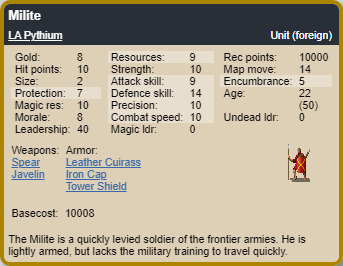 Milite
LA Pythium Unit (foreign)
Gold: 8 Resources: 9 Rec points: 10000
Hit points: 10 Strength: 10 Map move: 14
Size: 2 Attack skill: 9 Encumbrance: 5
Protection: 7 Defence skill: 14 Age: 22
Magic res: 10 Precision: 10 (50)
Morale: 8 Combat speed: 10 Undead ldr: 0
Leadership: 40 Magic ldr: 0
Weapons: Armor:
Spear Leather Cuirass
Javelin Iron Cap
Tower Shield
Basecost: 10008
The Milite is a quickly levied soldier of the frontier armies. He is
lightly armed, but lacks the military training to travel quickly.